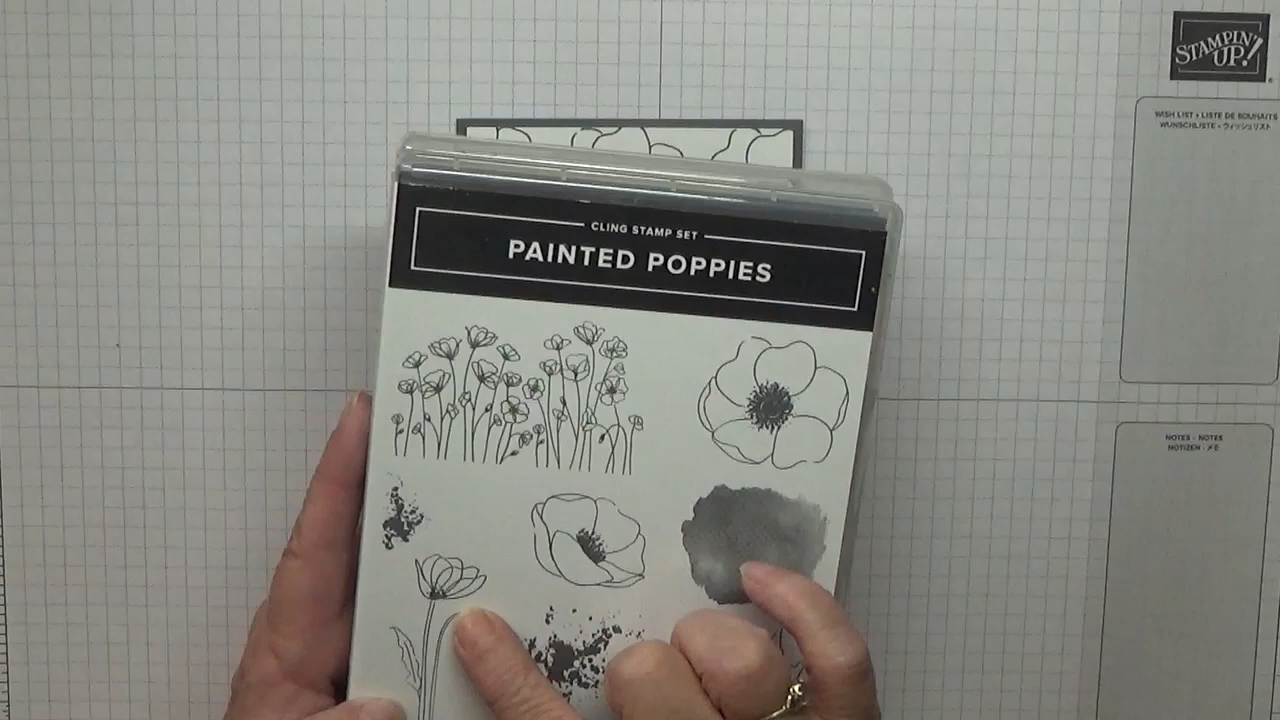 STAMPIN'
UP!
WISH LIST • LISTE DE SOUHAITS
WUNSCHLISTE • ウィッシュリスト
CLING STAMP SET
PAINTED POPPIES
NOTES • NOTES
NOTIZEN • メモ